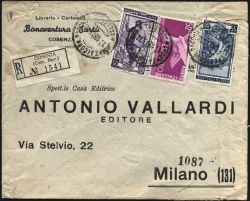 Libreria - Cartoleria
Bonaventura
COSENZA
R
COSENZA
№ 1541
Spett.le Casa Editrice
ANTONIO VALLARDI
EDITORE
Via Stelvio, 22
1087
Milano (131)